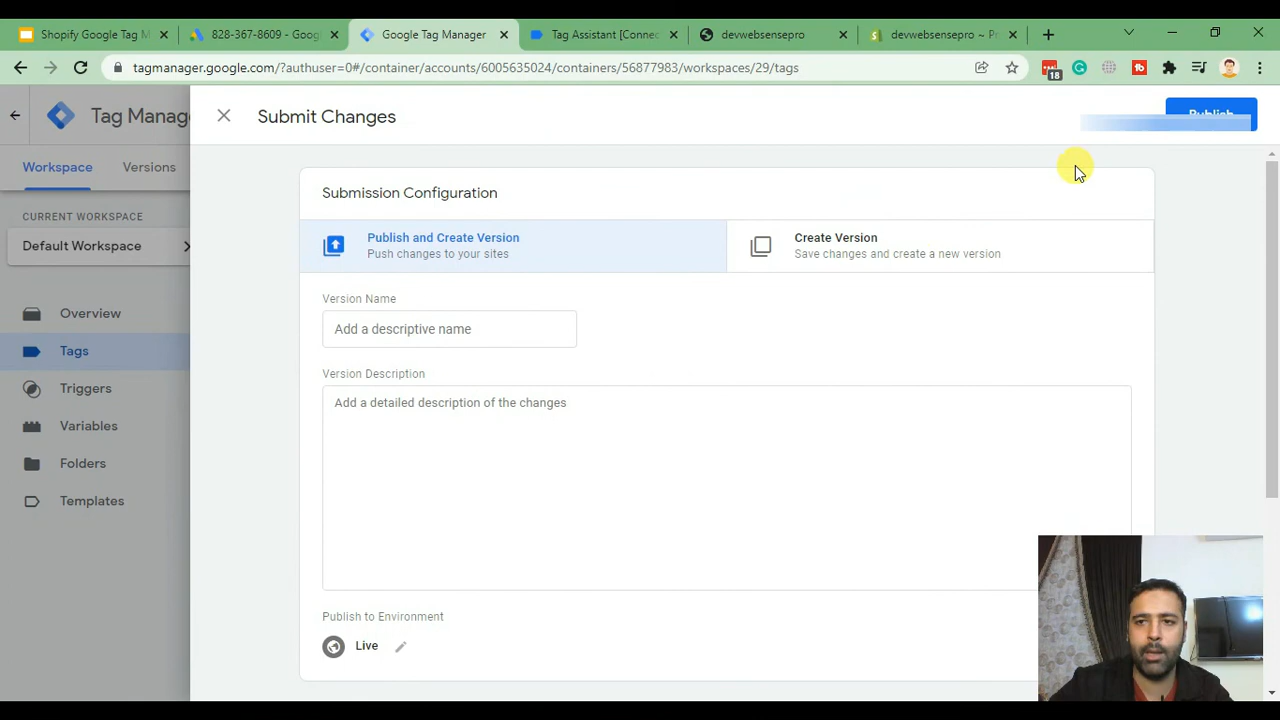 Shopify Google Tag M
828-367-8609 - Goog
Google Tag Manager
Tag Assistant [Connec
devwebsensepro
devwebsensepro ~ Pr
tagmanager.google.com/?authuser=0#/container/accounts/6005635024/containers/56877983/workspaces/29/tags
18
Tag Manag
Submit Changes
Publish
Workspace
Versions
Submission Configuration
CURRENT WORKSPACE
Default Workspace
Publish and Create Version
Push changes to your sites
Create Version
Save changes and create a new version
Version Name
Add a descriptive name
Overview
Tags
Triggers
Variables
Folders
Templates
Version Description
Add a detailed description of the changes
Publish to Environment
Live